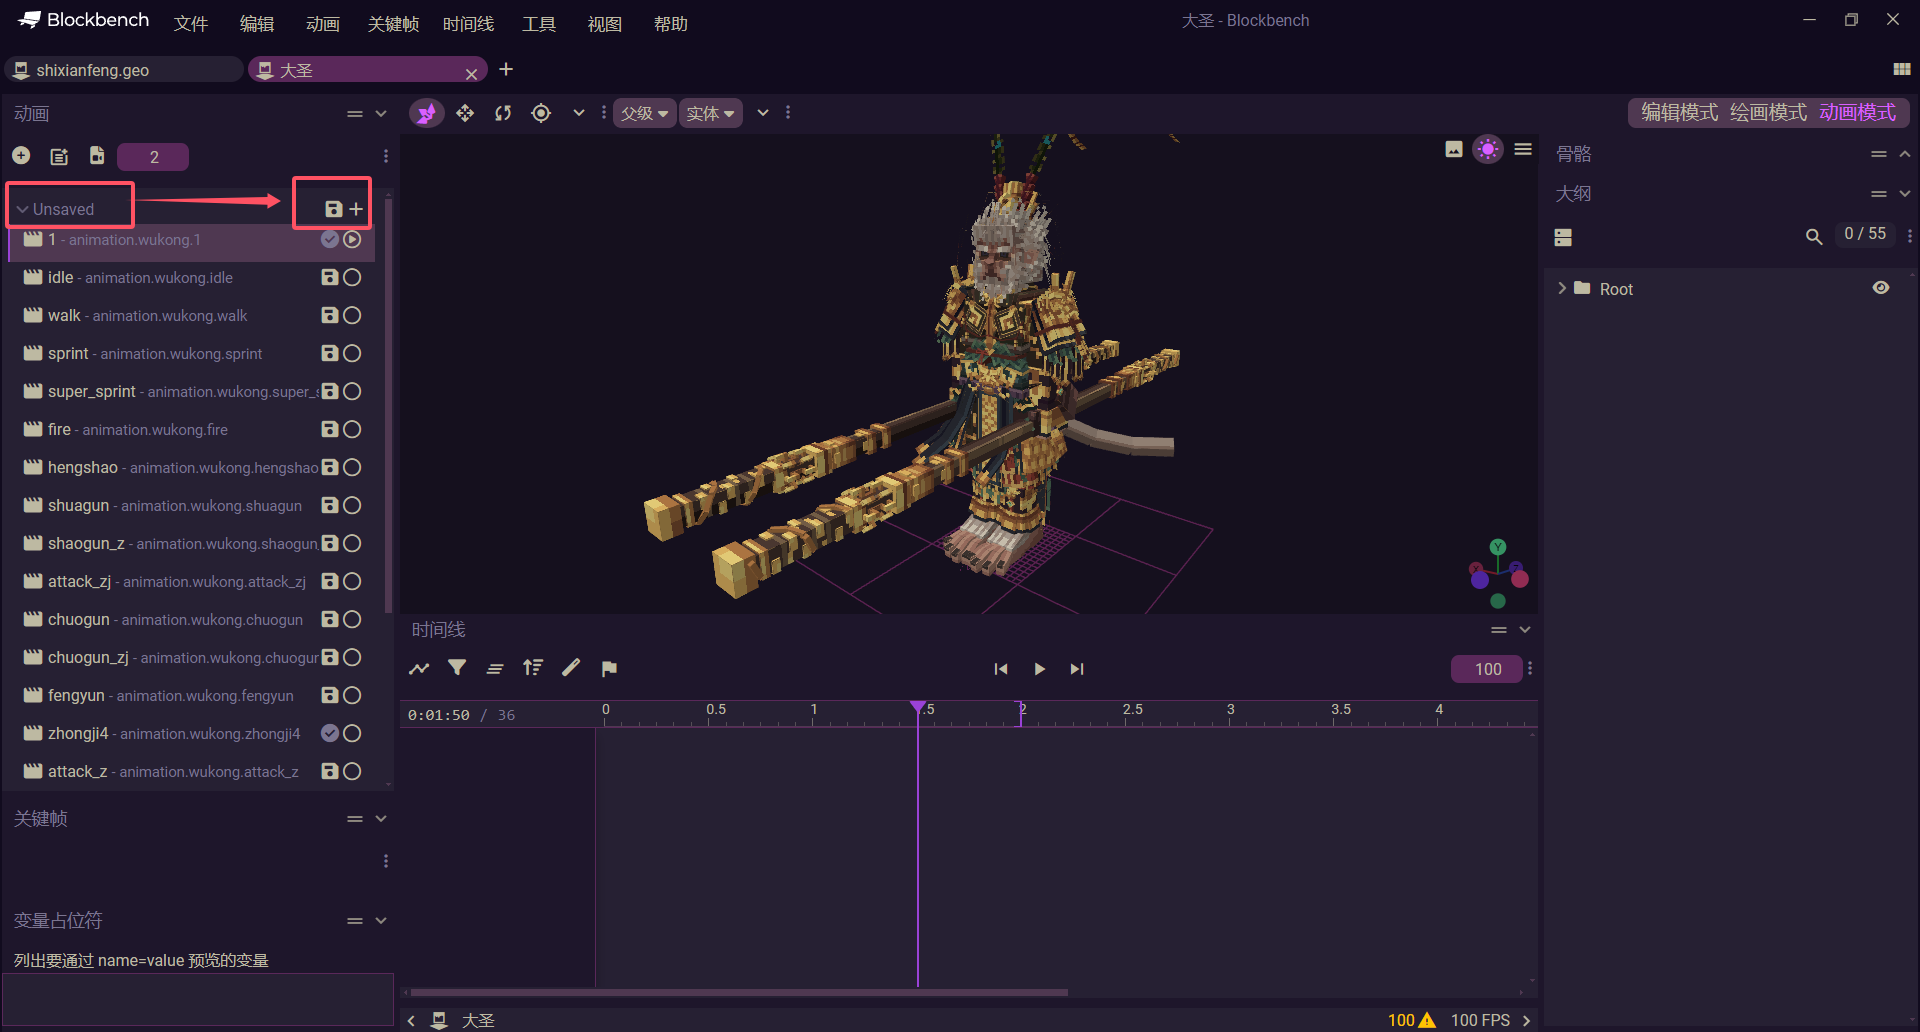 Blockbench 文件 编辑 动画 关键帧 时间线 工具 视图 帮助
大圣 - Blockbench
shixianfeng.geo
大圣
动画
2
Unsaved
1 - animation.wukong.1
idle - animation.wukong.idle
walk - animation.wukong.walk
sprint - animation.wukong.sprint
super_sprint - animation.wukong.super_s
fire - animation.wukong.fire
hengshao - animation.wukong.hengshao
shuagun - animation.wukong.shuagun
shaogun_z - animation.wukong.shaogun_
attack_zj - animation.wukong.attack_zj
chuogun - animation.wukong.chuogun
chuogun_zj - animation.wukong.chuogun
fengyun - animation.wukong.fengyun
zhongji4 - animation.wukong.zhongji4
attack_z - animation.wukong.attack_z
关键帧
变量占位符
列出要通过 name=value 预览的变量
父级 实体
编辑模式 绘画模式 动画模式
骨骼
大纲
0 / 55
Root
Y
X
Z
时间线
100
0:01:50 / 36
0 0.5 1 1.5 2 2.5 3 3.5 4
大圣
100 100 FPS